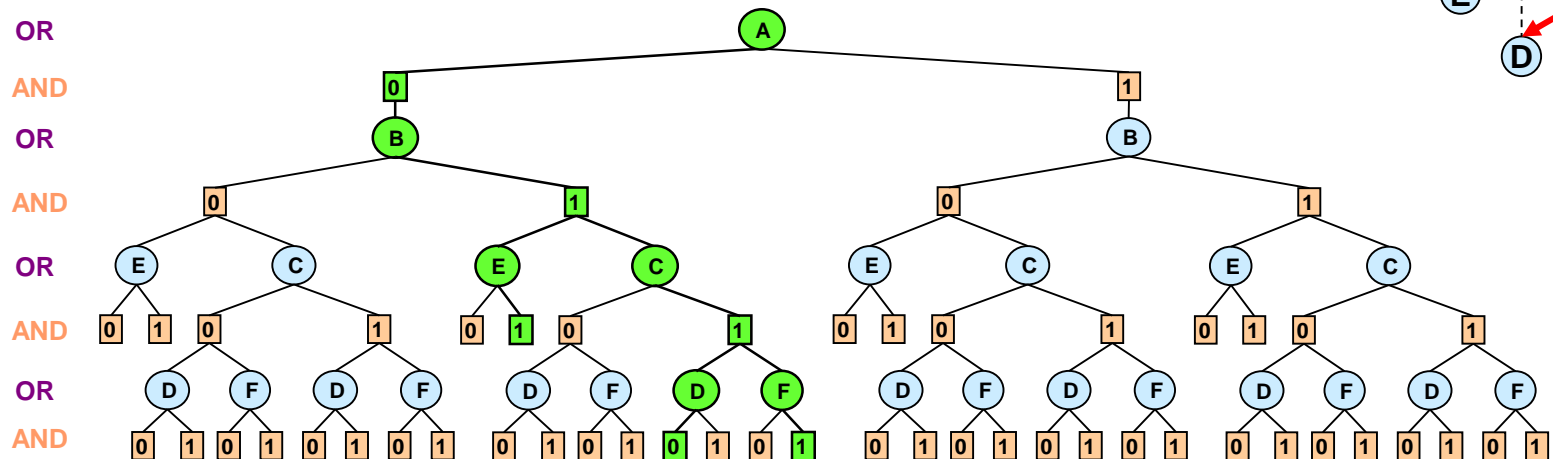 OR A
AND 0 1 D
OR B B
AND 0 1 0 1
OR E C E C E C E C
AND 0 1 0 1 0 1 0 1 0 1 0 1 0 1 0 1
OR D F D F D F D F D F D F D F D F
AND 0 1 0 1 0 1 0 1 0 1 0 1 0 1 0 1 0 1 0 1 0 1 0 1 0 1 0 1 0 1 0 1